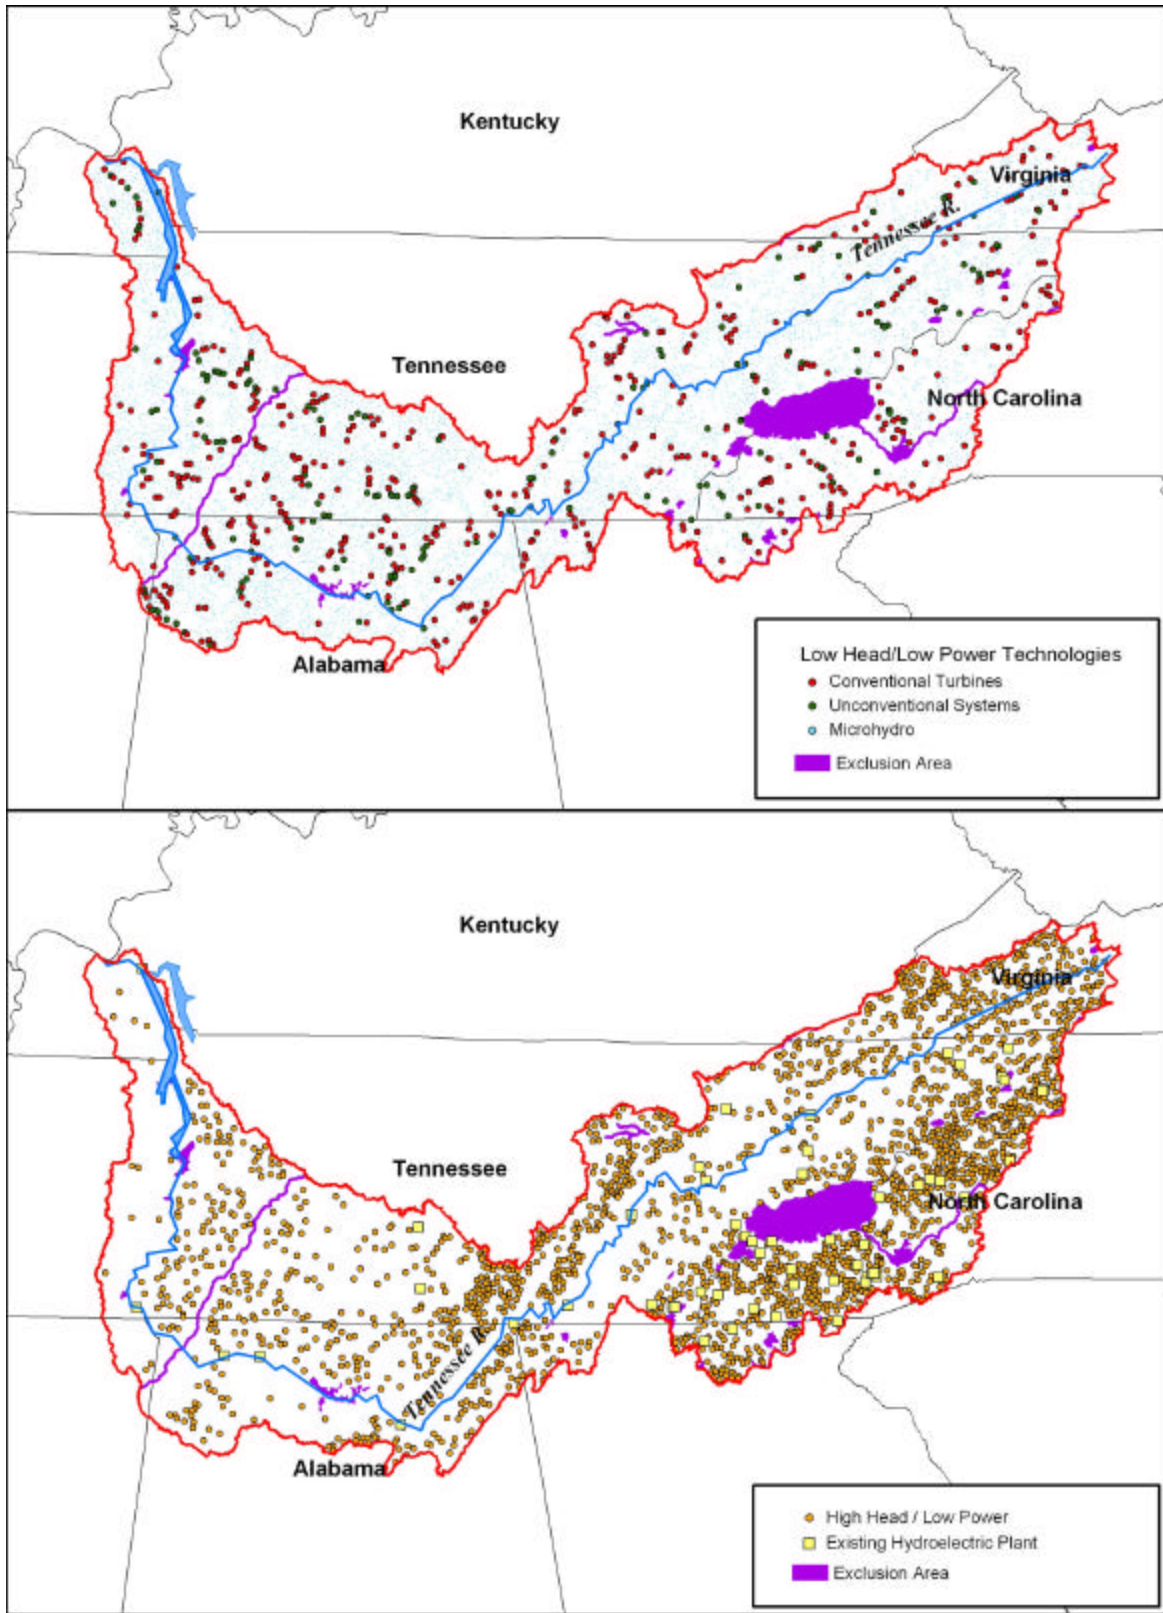 Kentucky
Virginia
Tennessee R.
Tennessee
North Carolina
Alabama
Low Head/Low Power Technologies
Conventional Turbines
Unconventional Systems
Microhydro
Exclusion Area
Kentucky
Virginia
Tennessee
North Carolina
Tennessee R.
Alabama
High Head / Low Power
Existing Hydroelectric Plant
Exclusion Area